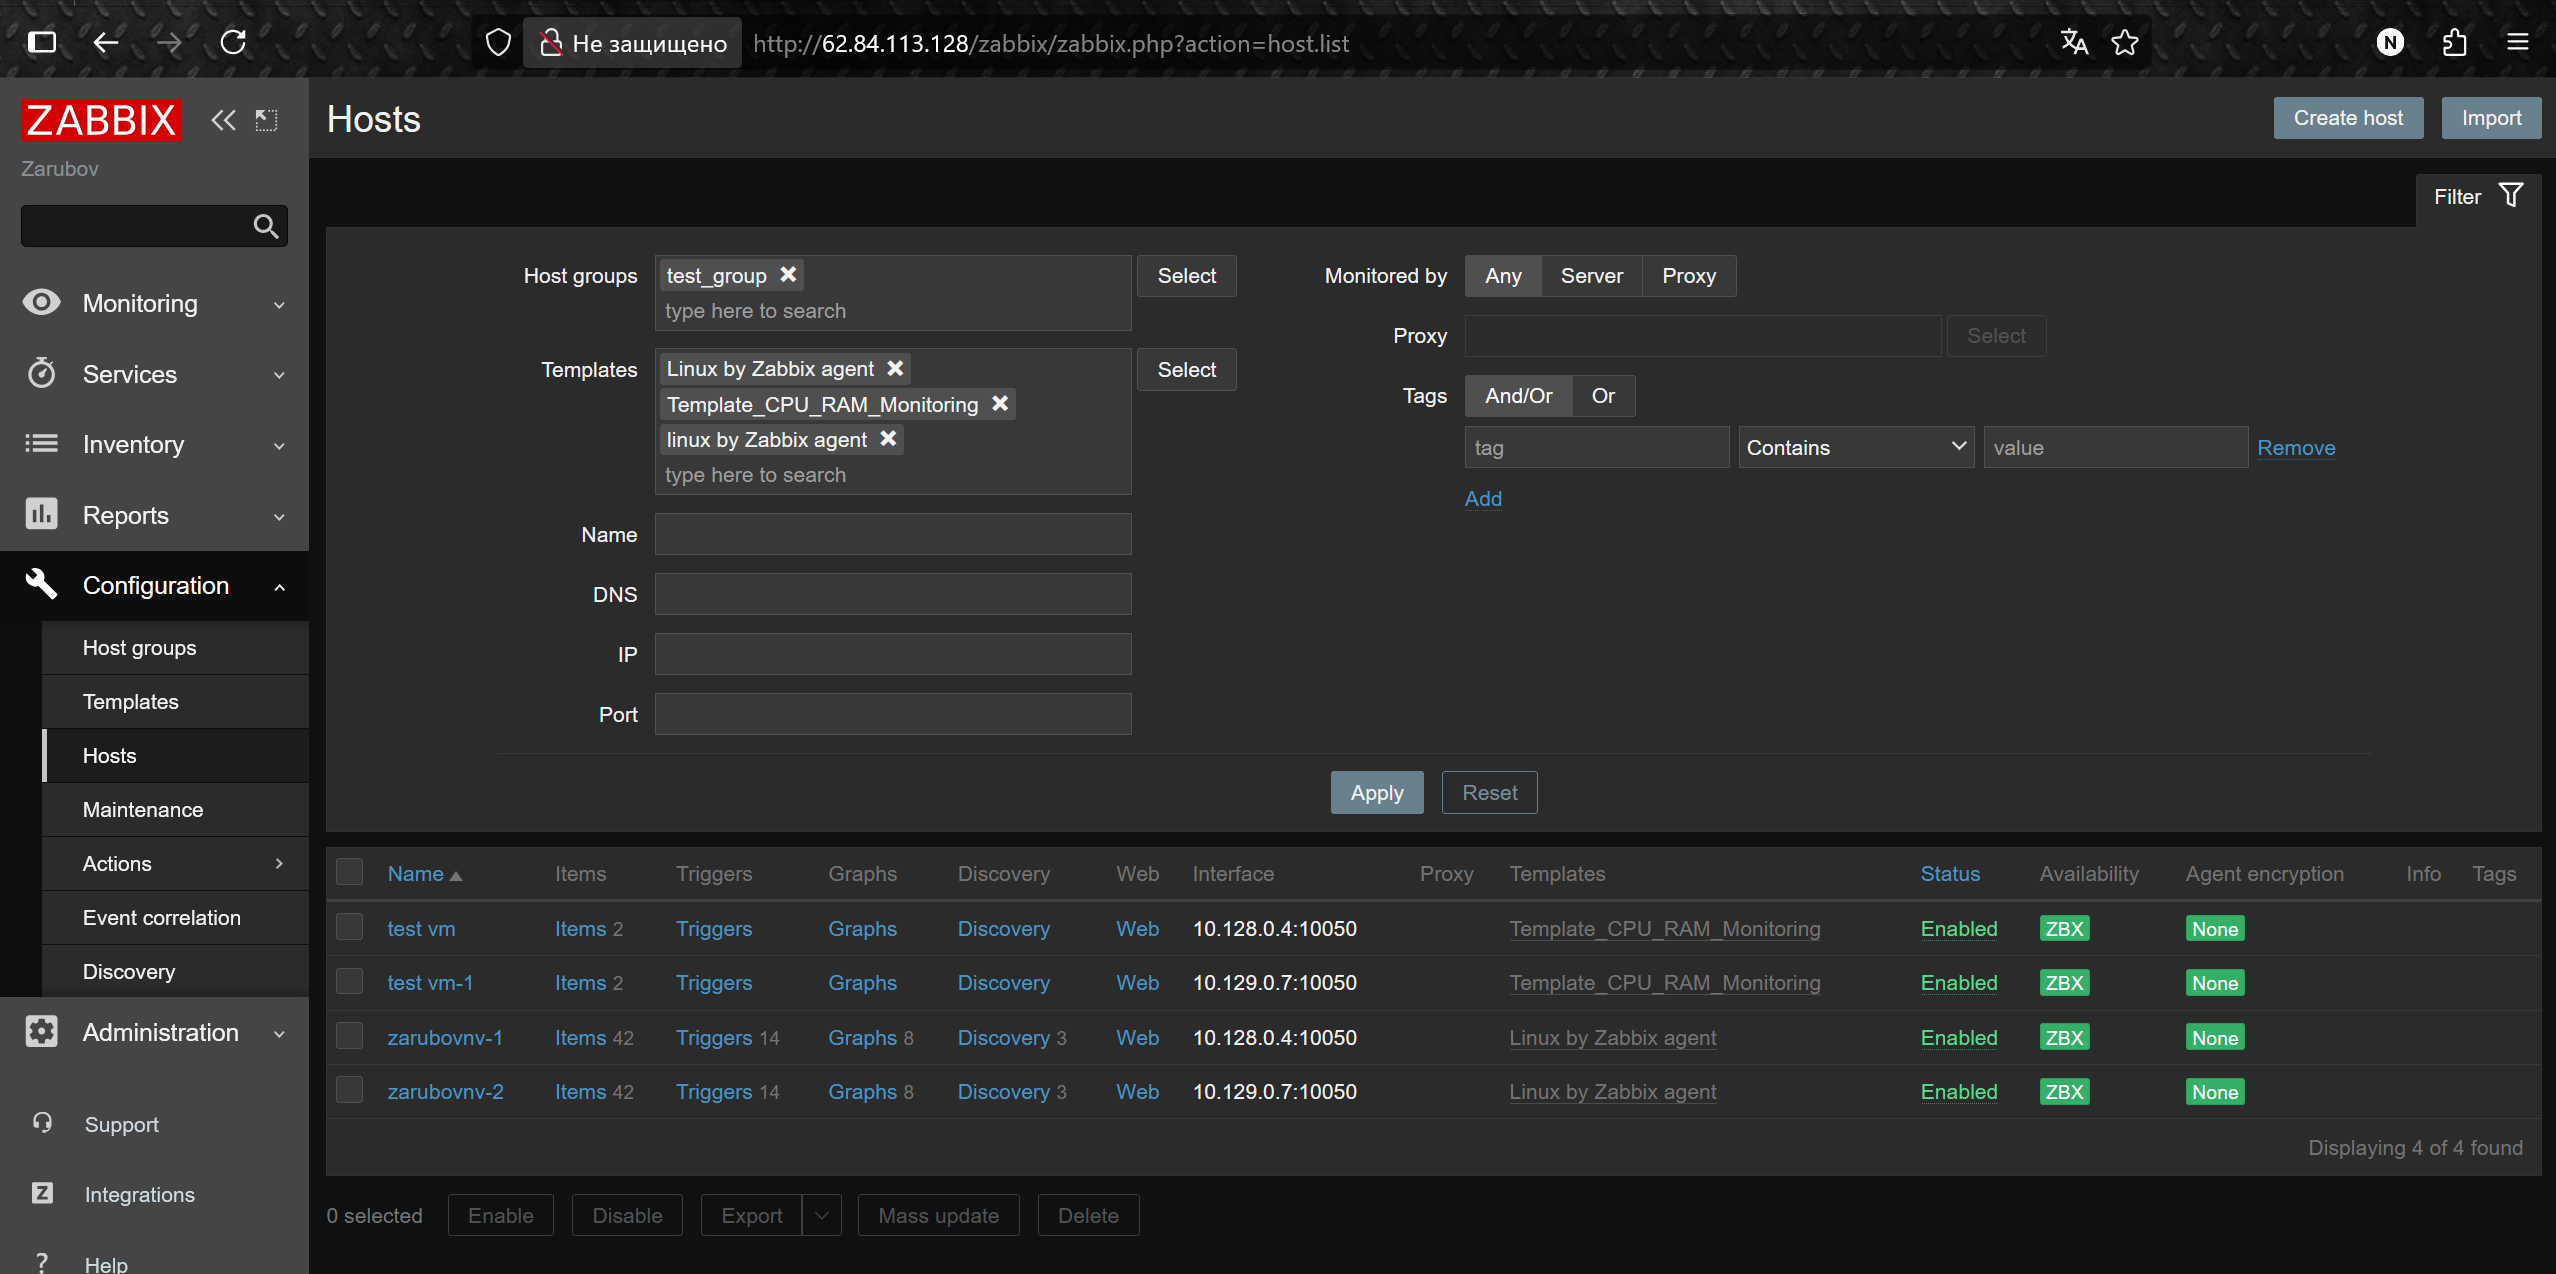 Не защищено http://62.84.113.128/zabbix/zabbix.php?action=host.list
N
ZABBIX
Zarubov
Monitoring
Services
Inventory
Reports
Configuration
Host groups
Templates
Hosts
Maintenance
Actions
Event correlation
Discovery
Administration
Support
Z Integrations
? Help
Hosts
Create host Import
Filter
Host groups test_group Select
type here to search
Templates Linux by Zabbix agent Select
Template_CPU_RAM_Monitoring
linux by Zabbix agent
type here to search
Name
DNS
IP
Port
Monitored by Any Server Proxy
Proxy Select
Tags And/Or Or
tag Contains value Remove
Add
Apply Reset
Name Items Triggers Graphs Discovery Web Interface Proxy Templates Status Availability Agent encryption Info Tags
test vm Items 2 Triggers Graphs Discovery Web 10.128.0.4:10050 Template_CPU_RAM_Monitoring Enabled ZBX None
test vm-1 Items 2 Triggers Graphs Discovery Web 10.129.0.7:10050 Template_CPU_RAM_Monitoring Enabled ZBX None
zarubovnv-1 Items 42 Triggers 14 Graphs 8 Discovery 3 Web 10.128.0.4:10050 Linux by Zabbix agent Enabled ZBX None
zarubovnv-2 Items 42 Triggers 14 Graphs 8 Discovery 3 Web 10.129.0.7:10050 Linux by Zabbix agent Enabled ZBX None
Displaying 4 of 4 found
0 selected Enable Disable Export Mass update Delete